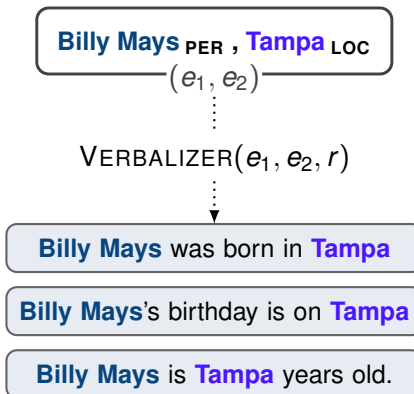 Billy Mays PER , Tampa LOC
(e1, e2)
VERBALIZER(e1, e2, r)
Billy Mays was born in Tampa
Billy Mays's birthday is on Tampa
Billy Mays is Tampa years old.